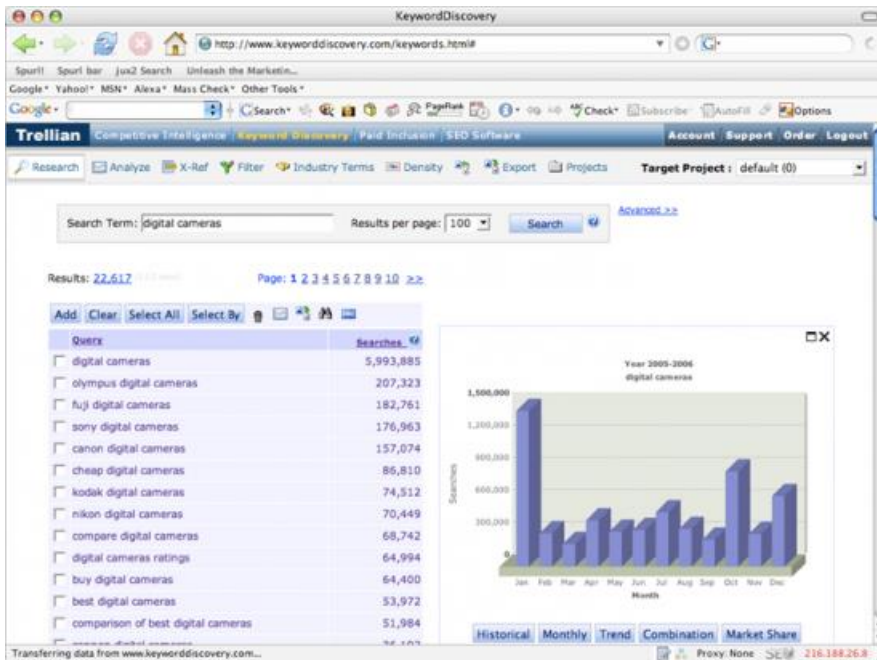 KeywordDiscovery
http://www.keyworddiscovery.com/keywords.html#
Spurl! Spurl bar Jux2 Search Unleash the Marketin...
Google* Yahoo!* MSN* Alexa* Mass Check* Other Tools*
Google Search PageRank Check Subscribe AutoFill Options
Trellian Competitive Intelligence Keyword Discovery Paid Inclusion SEO Software Account Support Order Logout
Research Analyze X-Ref Filter Industry Terms Density Export Projects Target Project : default (0)
Search Term: digital cameras Results per page: 100 Search Advanced >>
Results: 22,617 Page: 1 2 3 4 5 6 7 8 9 10 >>
Add Clear Select All Select By
Query Searches
digital cameras 5,993,885
olympus digital cameras 207,323
fuji digital cameras 182,761
sony digital cameras 176,963
canon digital cameras 157,074
cheap digital cameras 86,810
kodak digital cameras 74,512
nikon digital cameras 70,449
compare digital cameras 68,742
digital cameras ratings 64,994
buy digital cameras 64,400
best digital cameras 53,972
comparison of best digital cameras 51,984
Year 2005-2006
digital cameras
1,500,000
1,200,000
900,000
600,000
300,000
0
Searches
Jan Feb Mar Apr May Jun Jul Aug Sep Oct Nov Dec
Month
Historical Monthly Trend Combination Market Share
Transferring data from www.keyworddiscovery.com... Proxy: None 216.188.26.8